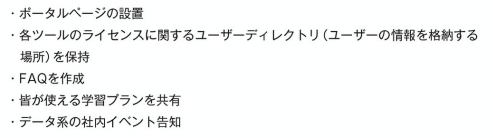 ・ポータルページの設置
・各ツールのライセンスに関するユーザーディレクトリ（ユーザーの情報を格納する
場所）を保持
・FAQを作成
・皆が使える学習プランを共有
・データ系の社内イベント告知